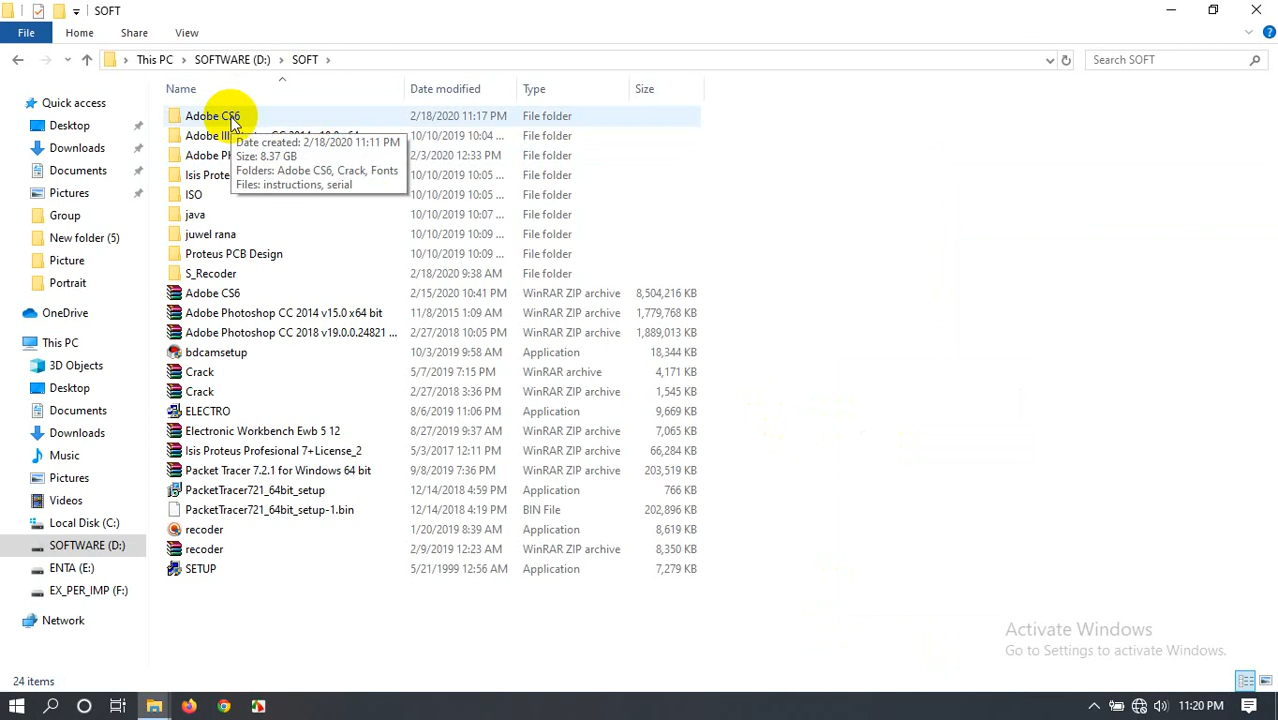 SOFT
File Home Share View
This PC SOFTWARE (D:) SOFT
Search SOFT
Name Date modified Type Size
Quick access
Desktop
Downloads
Documents
Pictures
Group
New folder (5)
Picture
Portrait
OneDrive
This PC
3D Objects
Desktop
Documents
Downloads
Music
Pictures
Videos
Local Disk (C:)
SOFTWARE (D:)
ENTA (E:)
EX_PER_IMP (F:)
Network
Adobe CS6 2/18/2020 11:17 PM File folder
Adobe 10/10/2019 10:04 ... File folder
Adobe 2/3/2020 12:33 PM File folder
Isis 10/10/2019 10:05 ... File folder
ISO 10/10/2019 10:05 ... File folder
java 10/10/2019 10:07 ... File folder
juwel rana 10/10/2019 10:09 ... File folder
Proteus PCB Design 10/10/2019 10:09 ... File folder
S_Recoder 2/18/2020 9:38 AM File folder
Adobe CS6 2/15/2020 10:41 PM WinRAR ZIP archive 8,504,216 KB
Adobe Photoshop CC 2014 v15.0 x64 bit 11/8/2015 1:09 AM WinRAR ZIP archive 1,779,768 KB
Adobe Photoshop CC 2018 v19.0.0.24821 ... 2/27/2018 10:05 PM WinRAR ZIP archive 1,889,013 KB
bdcamsetup 10/3/2019 9:58 AM Application 18,344 KB
Crack 5/7/2019 7:15 PM WinRAR archive 4,171 KB
Crack 2/27/2018 3:36 PM WinRAR ZIP archive 1,545 KB
ELECTRO 8/6/2019 11:06 PM Application 9,669 KB
Electronic Workbench Ewb 5 12 8/27/2019 9:37 AM WinRAR ZIP archive 7,065 KB
Isis Proteus Profesional 7+License_2 5/3/2017 12:11 PM WinRAR ZIP archive 66,284 KB
Packet Tracer 7.2.1 for Windows 64 bit 9/8/2019 7:36 PM WinRAR ZIP archive 203,519 KB
PacketTracer721_64bit_setup 12/14/2018 4:59 PM Application 766 KB
PacketTracer721_64bit_setup-1.bin 12/14/2018 4:19 PM BIN File 202,896 KB
recoder 1/20/2019 8:39 AM Application 8,619 KB
recoder 2/9/2019 12:23 AM WinRAR ZIP archive 8,350 KB
SETUP 5/21/1999 12:56 AM Application 7,279 KB
Date created: 2/18/2020 11:11 PM
Size: 8.37 GB
Folders: Adobe CS6, Crack, Fonts
Files: instructions, serial
Activate Windows
Go to Settings to activate Windows.
24 items
11:20 PM